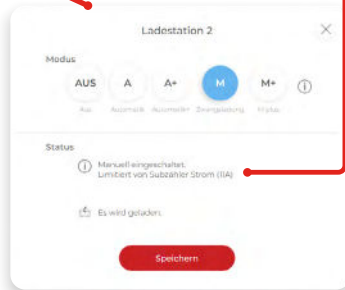 Ladestation 2
Modus
AUS A A+ M M+
Aus Automatik Automatik+ Zwangsladung M plus
Status
Manuell eingeschaltet.
Limitiert von Subzähler Strom (11A)
Es wird geladen.
Speichern